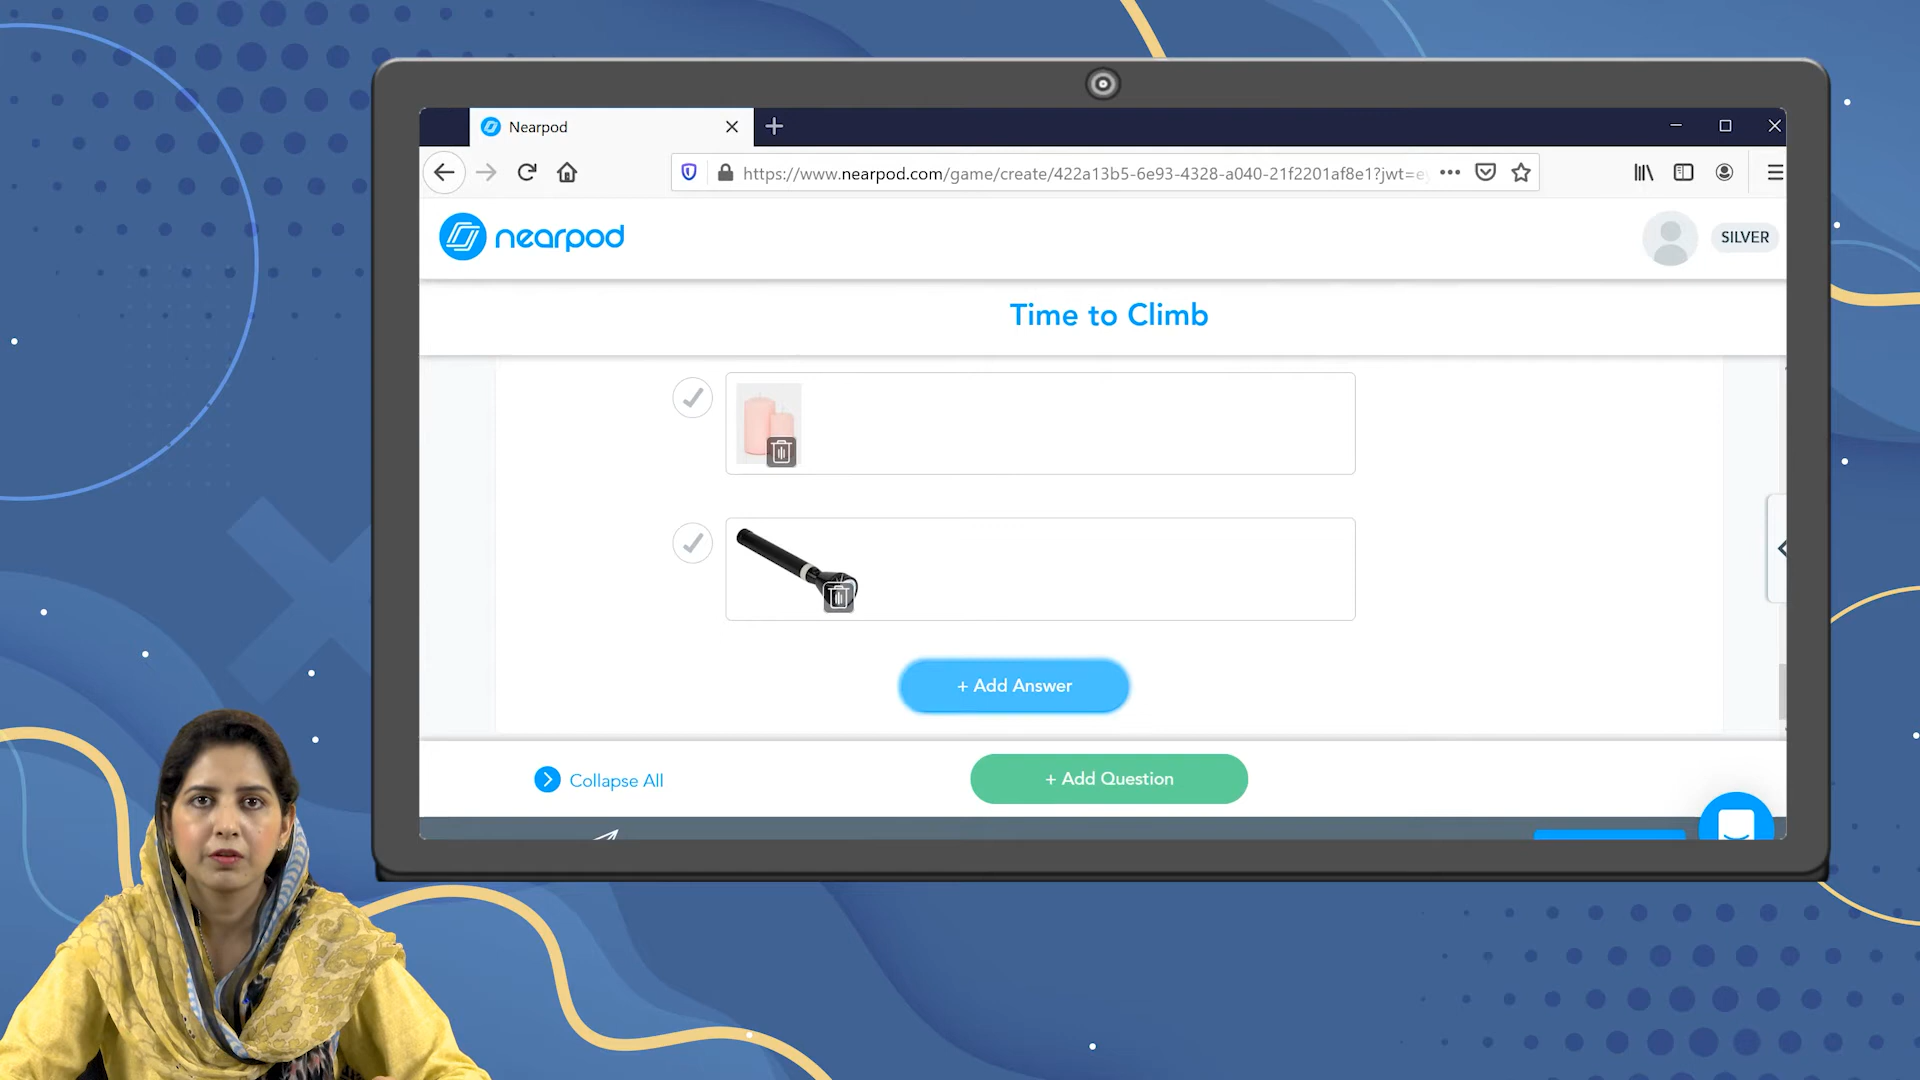 Nearpod
https://www.nearpod.com/game/create/422a13b5-6e93-4328-a040-21f2201af8e1?jwt=e
nearpod
SILVER
Time to Climb
+ Add Answer
Collapse All
+ Add Question